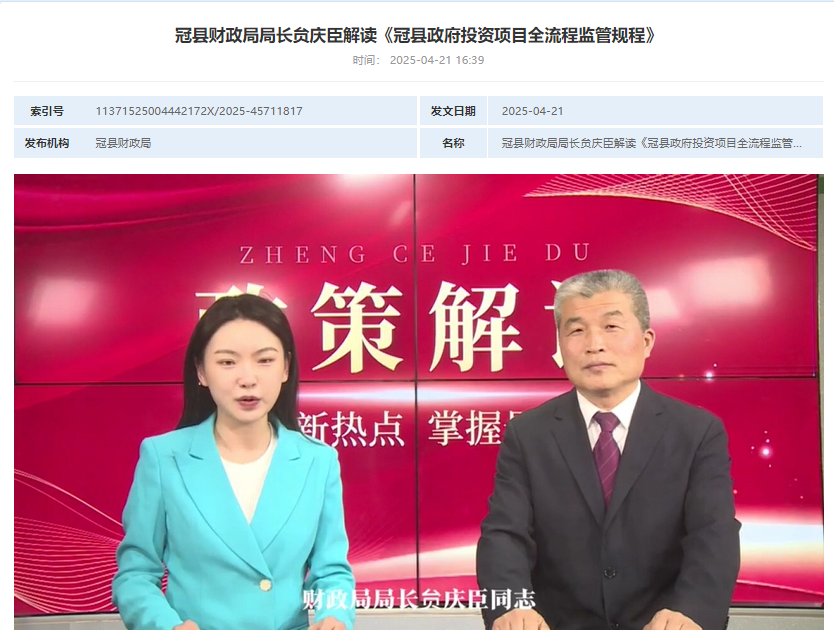 冠县财政局局长贠庆臣解读《冠县政府投资项目全流程监管规程》
时间： 2025-04-21 16:39
索引号 11371525004442172X/2025-45711817 发文日期 2025-04-21
发布机构 冠县财政局 名称 冠县财政局局长贠庆臣解读《冠县政府投资项目全流程监管...
ZHENG CE JIE DU
策解
新热点 掌握
财政局局长贠庆臣同志